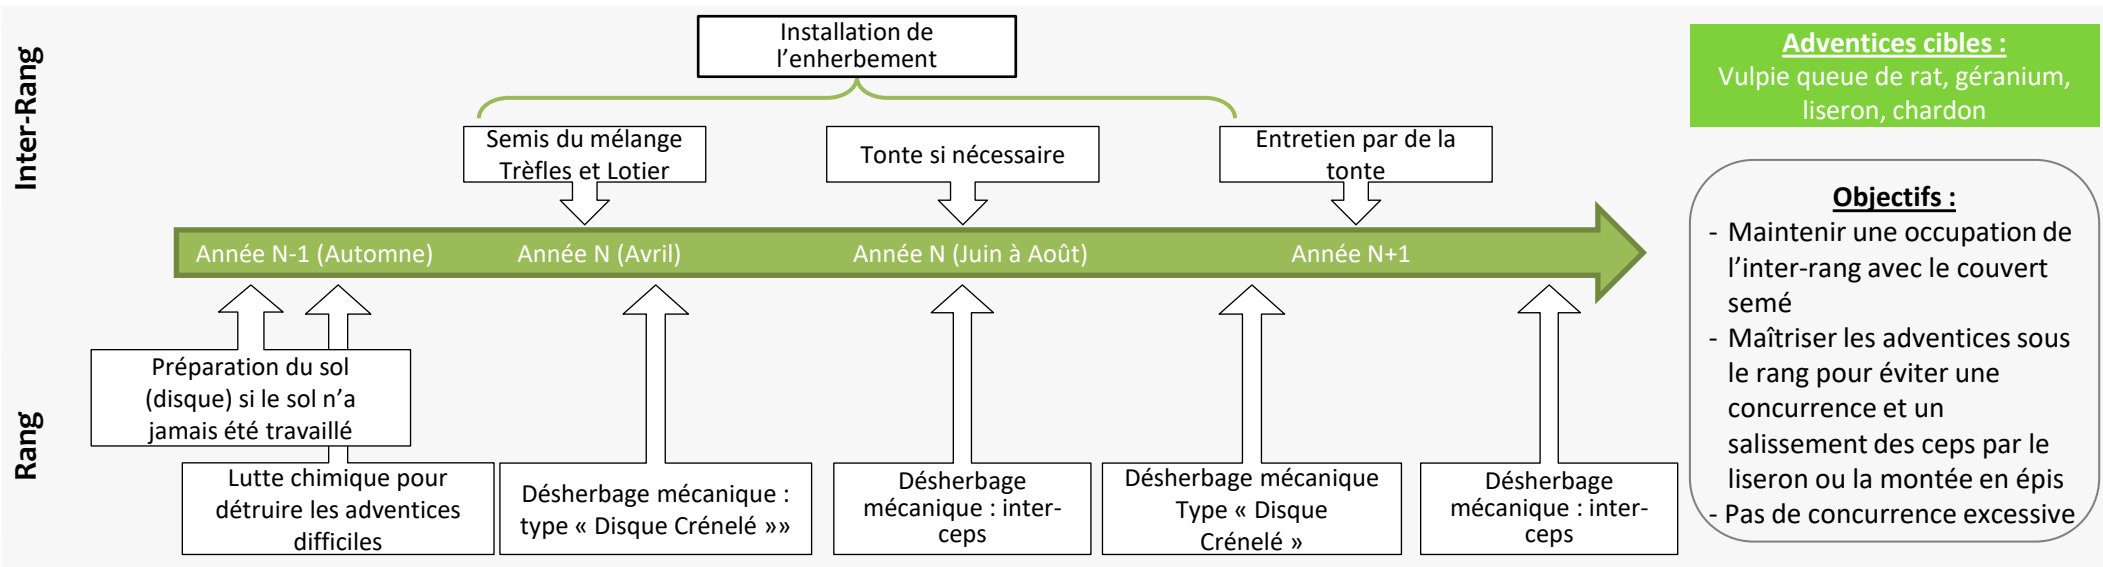 Inter-Rang
Installation de
l'enherbement
Semis du mélange
Trèfles et Lotier
Tonte si nécessaire
Entretien par de la
tonte
Année N-1 (Automne)
Année N (Avril)
Année N (Juin à Août)
Année N+1
Rang
Préparation du sol
(disque) si le sol n'a
jamais été travaillé
Lutte chimique pour
détruire les adventices
difficiles
Désherbage mécanique :
type « Disque Crénelé »»
Désherbage
mécanique : inter-
ceps
Désherbage mécanique
Type « Disque
Crénelé »
Désherbage
mécanique : inter-
ceps
Adventices cibles :
Vulpie queue de rat, géranium,
liseron, chardon
Objectifs :
- Maintenir une occupation de
l'inter-rang avec le couvert
semé
- Maîtriser les adventices sous
le rang pour éviter une
concurrence et un
salissement des ceps par le
liseron ou la montée en épis
- Pas de concurrence excessive